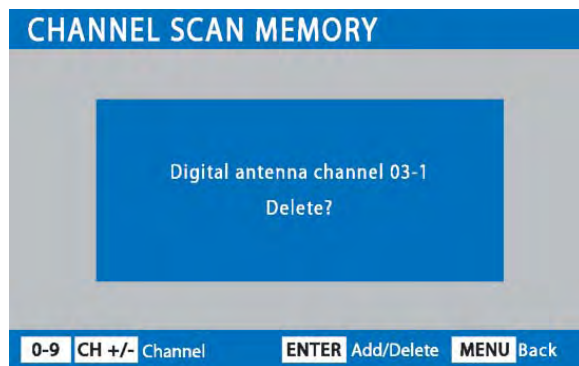 CHANNEL SCAN MEMORY
Digital antenna channel 03-1
Delete?
0-9 CH +/- Channel ENTER Add/Delete MENU Back